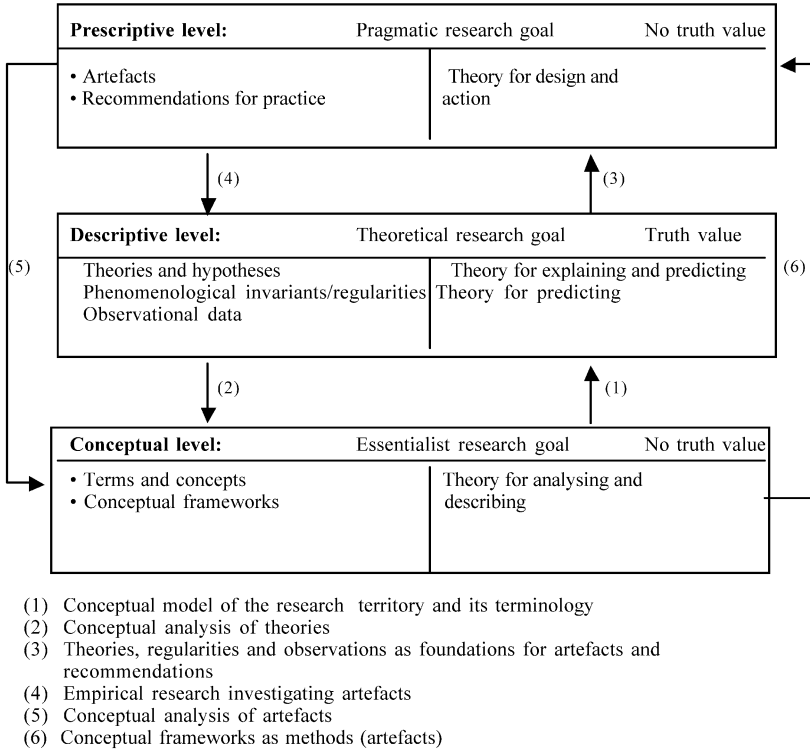 Prescriptive level: Pragmatic research goal No truth value
• Artefacts
• Recommendations for practice
Theory for design and
action
(4)
(3)
Descriptive level: Theoretical research goal Truth value
(5)
(6)
Theories and hypotheses
Phenomenological invariants/regularities
Observational data
Theory for explaining and predicting
Theory for predicting
(2)
(1)
Conceptual level: Essentialist research goal No truth value
• Terms and concepts
• Conceptual frameworks
Theory for analysing and
describing
(1) Conceptual model of the research territory and its terminology
(2) Conceptual analysis of theories
(3) Theories, regularities and observations as foundations for artefacts and
recommendations
(4) Empirical research investigating artefacts
(5) Conceptual analysis of artefacts
(6) Conceptual frameworks as methods (artefacts)